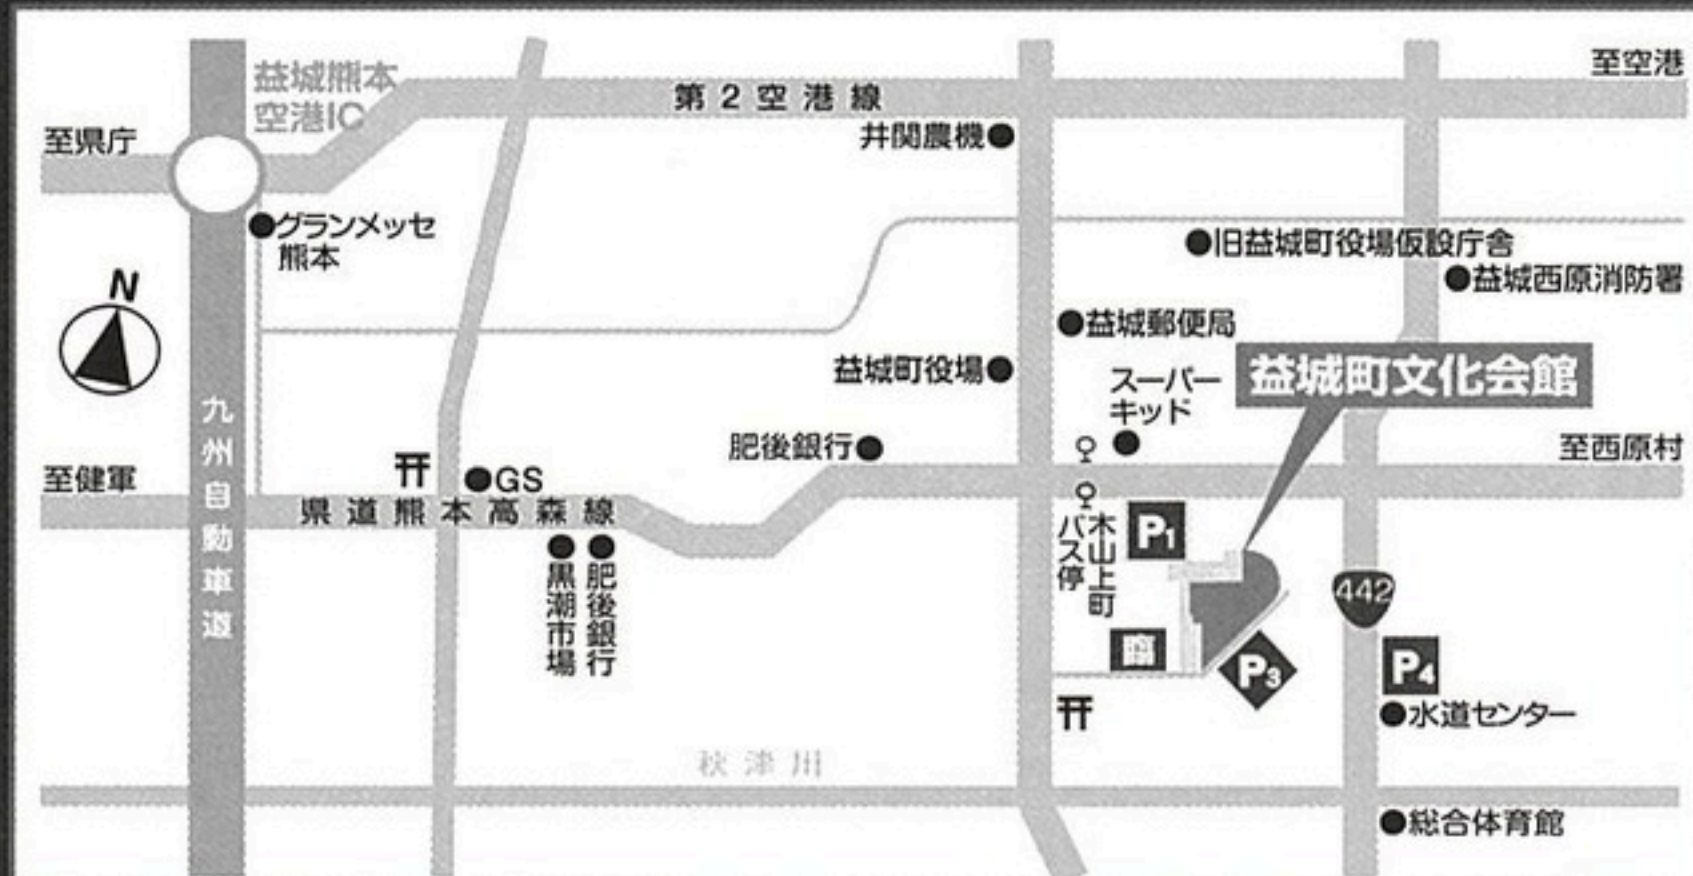 益城熊本
空港IC
至空港
第2空港線
至県庁
井関農機
グランメッセ
熊本
旧益城町役場仮設庁舎
益城西原消防署
N
益城郵便局
益城町役場
スーパー
キッド
益城町文化会館
九州自動車道
肥後銀行
至西原村
至健軍
GS
県道熊本高森線
黒潮市場
肥後銀行
木山上町
バス停
P1
442
臨
P3
P4
水道センター
秋津川
総合体育館